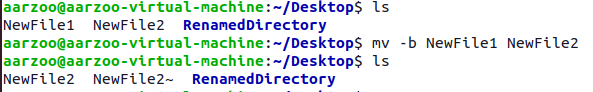 aarzoo@aarzoo-virtual-machine:~/Desktop$ ls
NewFile1  NewFile2  RenamedDirectory
aarzoo@aarzoo-virtual-machine:~/Desktop$ mv -b NewFile1 NewFile2
aarzoo@aarzoo-virtual-machine:~/Desktop$ ls
NewFile2  NewFile2~  RenamedDirectory